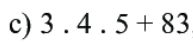 c) 3 . 4 . 5 + 83